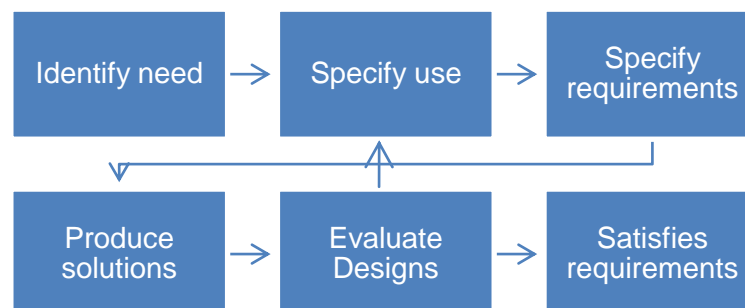 Identify need
Specify use
Specify
requirements
Produce
solutions
Evaluate
Designs
Satisfies
requirements